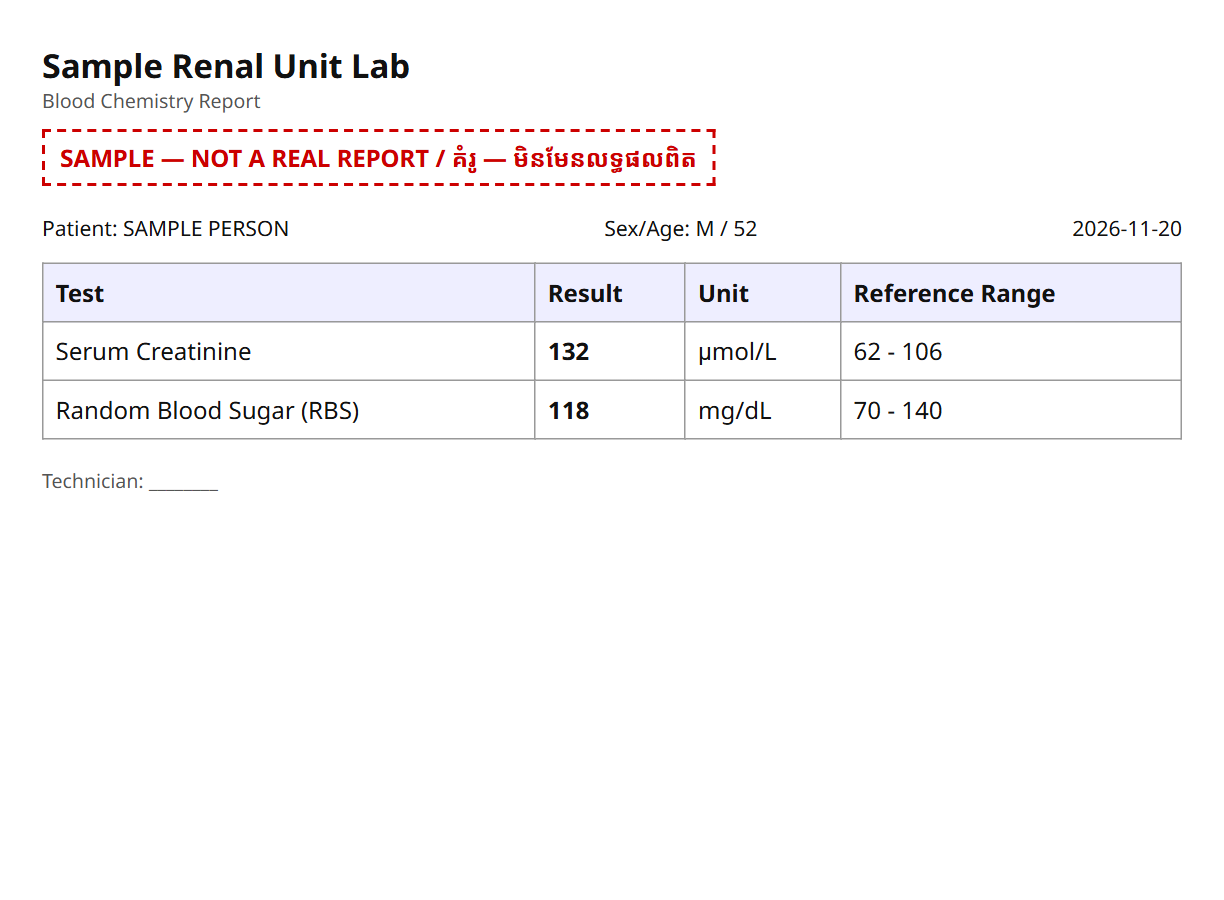 Sample Renal Unit Lab
Blood Chemistry Report
SAMPLE — NOT A REAL REPORT / គំរូ — មិនមែនលទ្ធផលពិត
Patient: SAMPLE PERSON Sex/Age: M / 52 2026-11-20
Test Result Unit Reference Range
Serum Creatinine 132 µmol/L 62 - 106
Random Blood Sugar (RBS) 118 mg/dL 70 - 140
Technician: _______